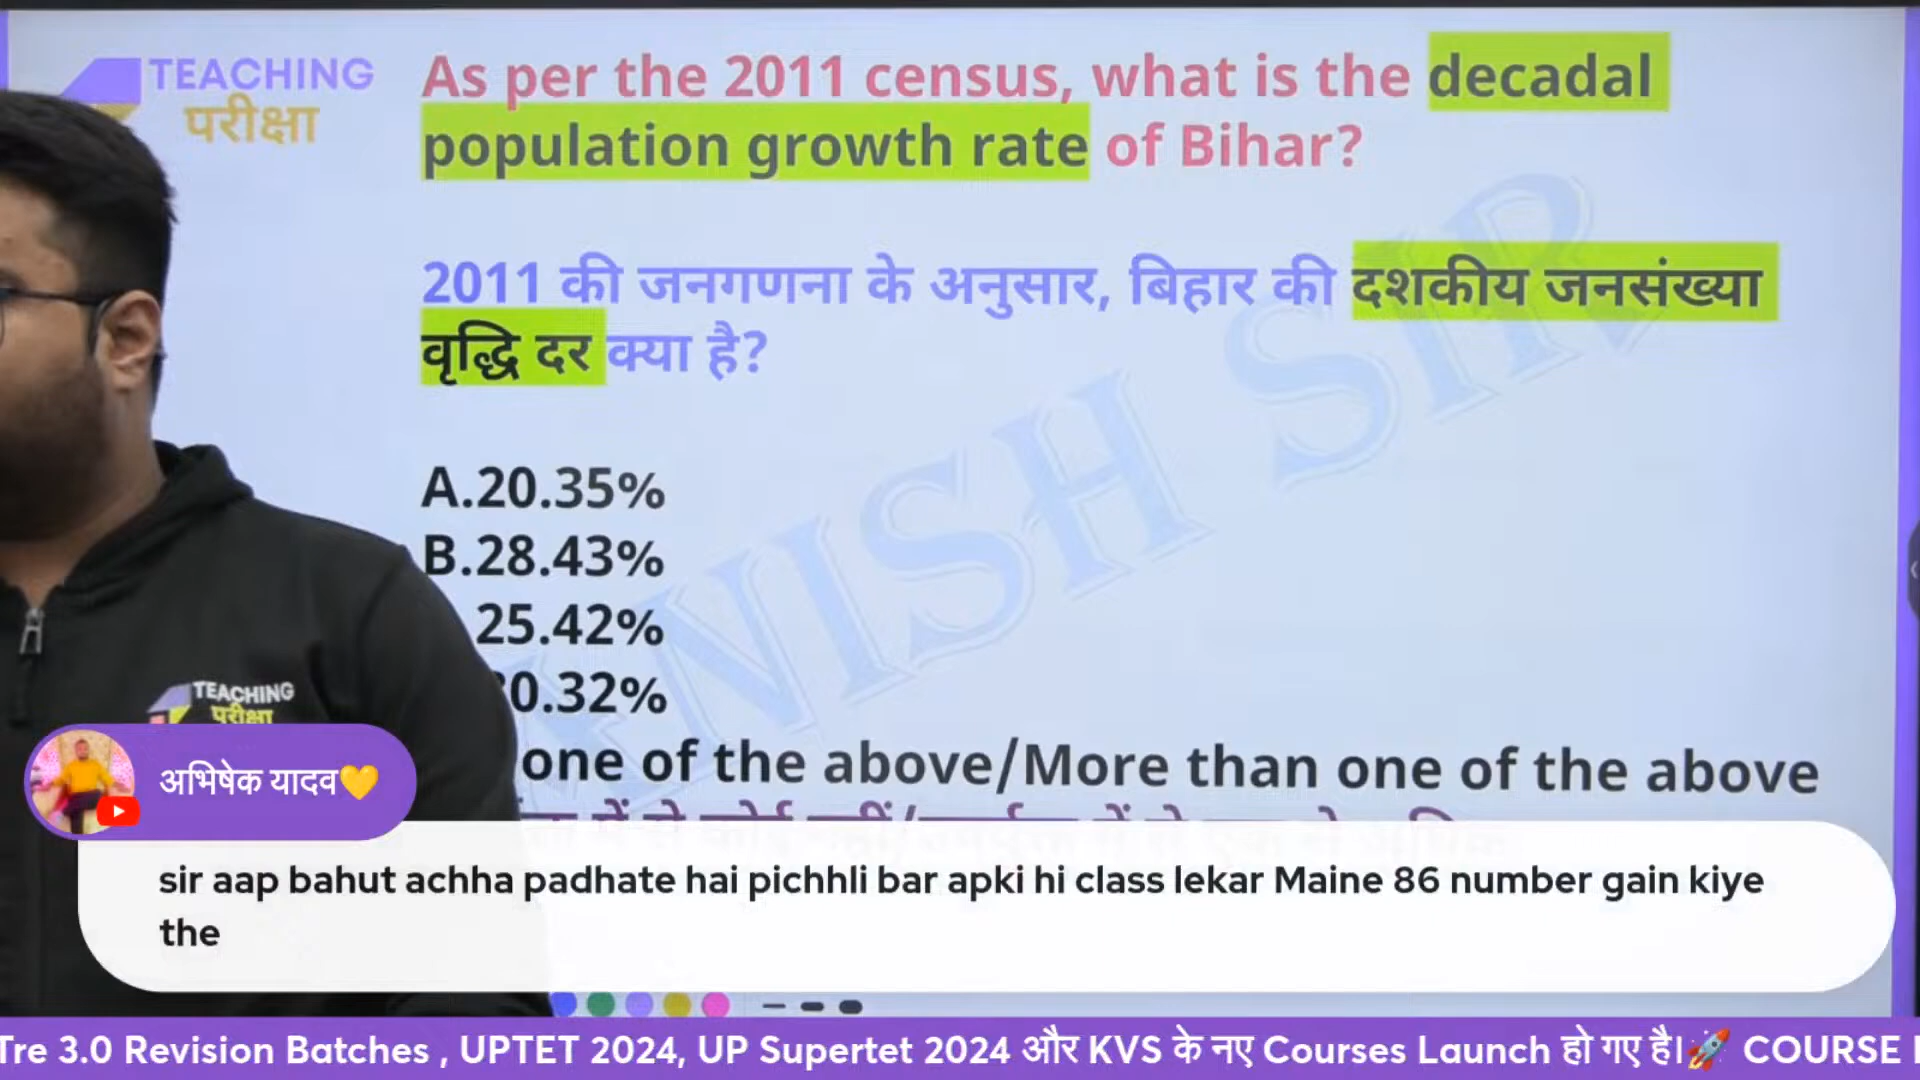 TEACHING
परीक्षा
As per the 2011 census, what is the decadal
population growth rate of Bihar?
2011 की जनगणना के अनुसार, बिहार की दशकीय जनसंख्या
वृद्धि दर क्या है?
A.20.35%
B.28.43%
25.42%
0.32%
one of the above/More than one of the above
SIR
TEACHING
परीक्षा
अभिषेक यादव💛
sir aap bahut achha padhate hai pichhli bar apki hi class lekar Maine 86 number gain kiye
the
Tre 3.0 Revision Batches , UPTET 2024, UP Supertet 2024 और KVS के नए Courses Launch हो गए है।🚀 COURSE